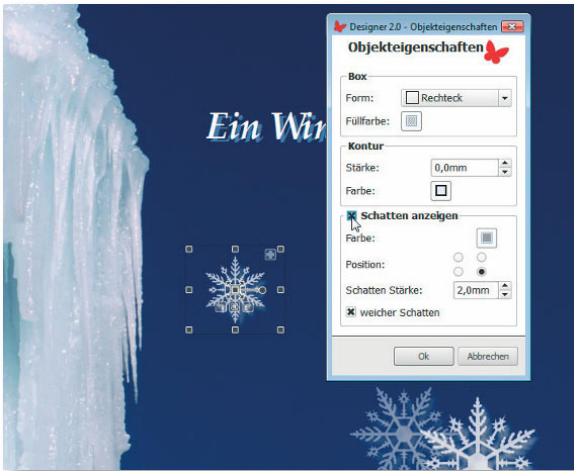 Designer 2.0 - Objekteigenschaften
Objekteigenschaften
Ein Win
Box
Form: Rechteck
Füllfarbe:
Kontur
Stärke: 0,0mm
Farbe:
Schatten anzeigen
Farbe:
Position:
Schatten Stärke: 2,0mm
weicher Schatten
Ok Abbrechen